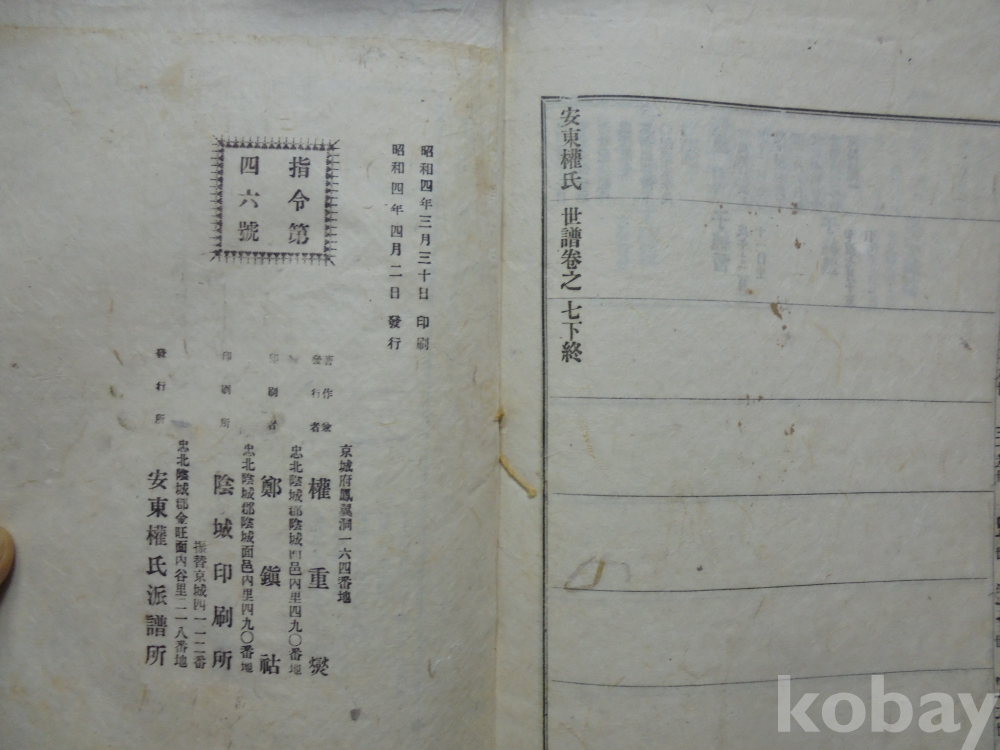 安東權氏 世譜卷之 七下終
昭和四年三月三十日 印刷
昭和四年四月二日 發行
指令第
四六號
京城府鳳翼洞一六四番地
著作兼
發行者
權重燮
忠北陰城郡陰城面邑內里四九〇番地
印刷者
鄭鎭祜
忠北陰城郡陰城面邑內里四九〇番地
印刷所
陰城印刷所
振替京城四一二二番
忠北陰城郡金旺面內谷里二一八番地
發行所
安東權氏派譜所
kobay